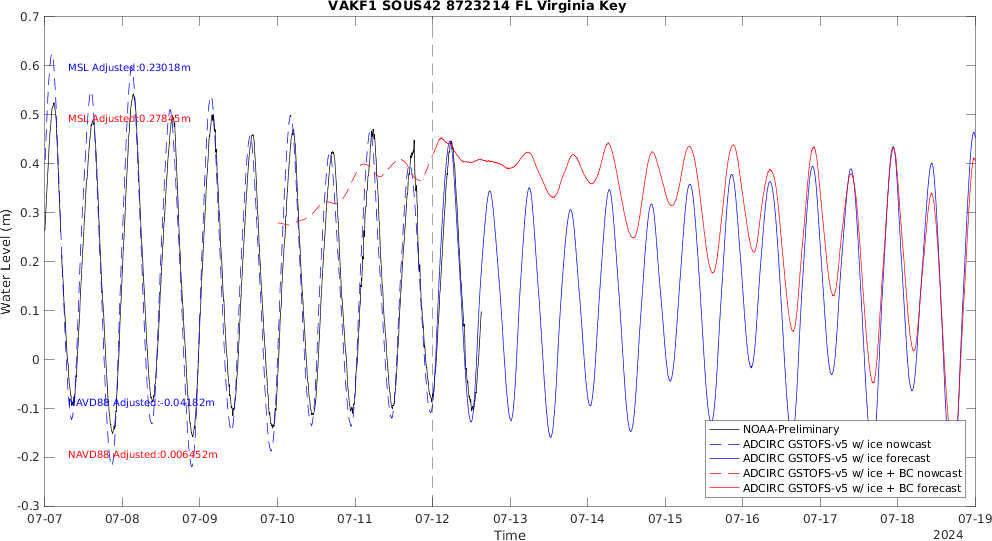 VAKF1 SOUS42 8723214 FL Virginia Key
0.7
0.6
0.5
0.4
0.3
0.2
0.1
0
-0.1
-0.2
-0.3
Water Level (m)
MSL Adjusted:0.23018m
MSL Adjusted:0.27845m
NAVD88 Adjusted:-0.04182m
NAVD88 Adjusted:0.006452m
NOAA-Preliminary
ADCIRC GSTOFS-v5 w/ ice nowcast
ADCIRC GSTOFS-v5 w/ ice forecast
ADCIRC GSTOFS-v5 w/ ice + BC nowcast
ADCIRC GSTOFS-v5 w/ ice + BC forecast
07-07 07-08 07-09 07-10 07-11 07-12 07-13 07-14 07-15 07-16 07-17 07-18 07-19
Time
2024